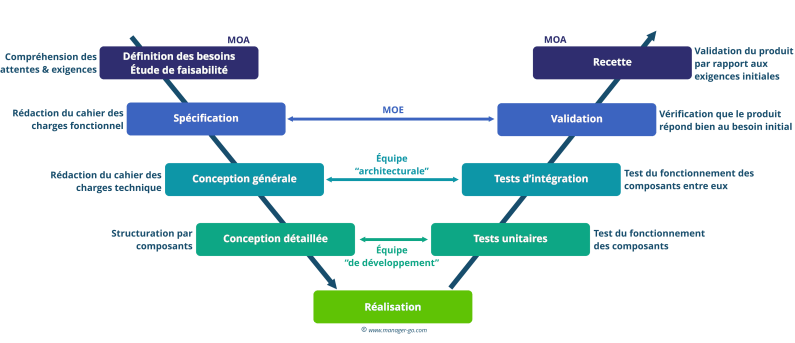 MOA
MOA
Compréhension des
attentes & exigences
Définition des besoins
Étude de faisabilité
Recette
Validation du produit
par rapport aux
exigences initiales
Rédaction du cahier des
charges fonctionnel
Spécification
MOE
Validation
Vérification que le produit
répond bien au besoin initial
Rédaction du cahier des
charges technique
Conception générale
Équipe
“architecturale”
Tests d’intégration
Test du fonctionnement des
composants entre eux
Structuration par
composants
Conception détaillée
Équipe
“de développement”
Tests unitaires
Test du fonctionnement
des composants
Réalisation
© www.manager-go.com